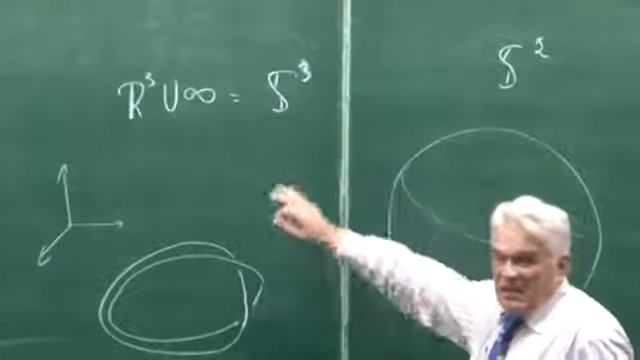 R³ U ∞ = S³
S²